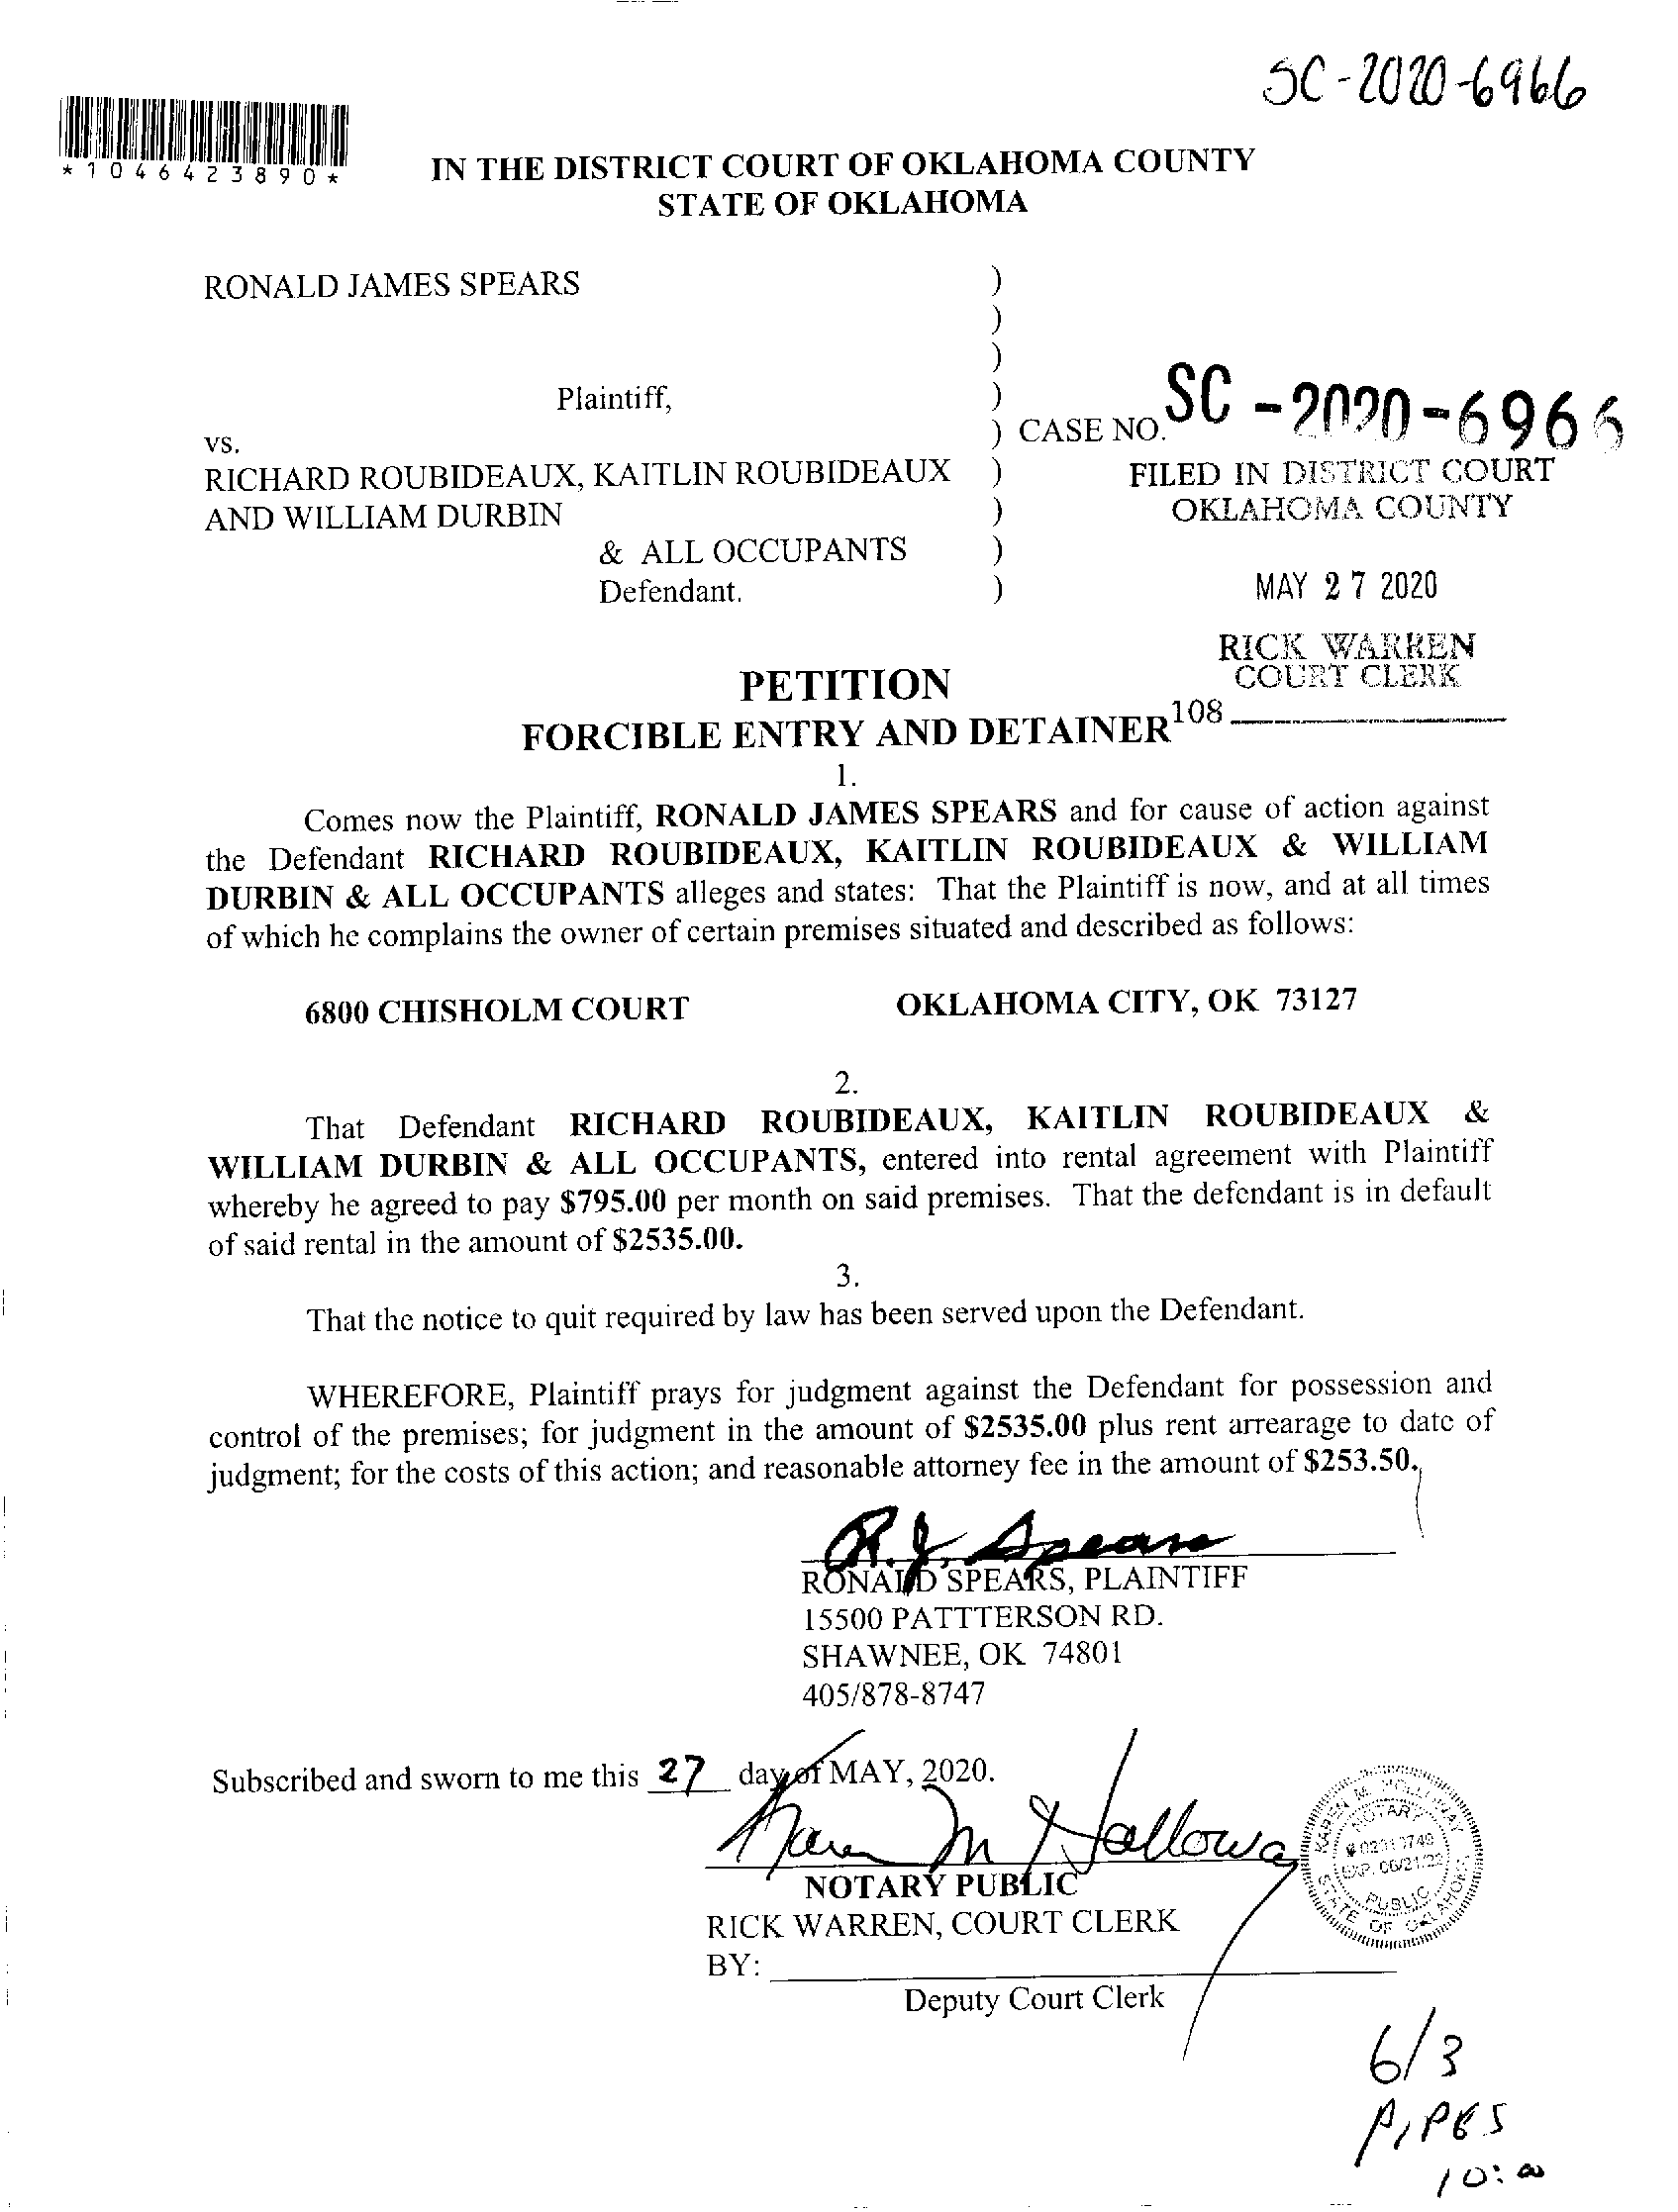 SC-2020-6966
*1046423890*
IN THE DISTRICT COURT OF OKLAHOMA COUNTY
STATE OF OKLAHOMA
RONALD JAMES SPEARS )
)
)
Plaintiff, )
vs. ) CASE NO. SC-2020-6966
RICHARD ROUBIDEAUX, KAITLIN ROUBIDEAUX ) FILED IN DISTRICT COURT
AND WILLIAM DURBIN ) OKLAHOMA COUNTY
& ALL OCCUPANTS )
Defendant. ) MAY 27 2020
RICK WARREN
COURT CLERK
PETITION
FORCIBLE ENTRY AND DETAINER 108
1.
Comes now the Plaintiff, RONALD JAMES SPEARS and for cause of action against
the Defendant RICHARD ROUBIDEAUX, KAITLIN ROUBIDEAUX & WILLIAM
DURBIN & ALL OCCUPANTS alleges and states: That the Plaintiff is now, and at all times
of which he complains the owner of certain premises situated and described as follows:
6800 CHISHOLM COURT OKLAHOMA CITY, OK 73127
2.
That Defendant RICHARD ROUBIDEAUX, KAITLIN ROUBIDEAUX &
WILLIAM DURBIN & ALL OCCUPANTS, entered into rental agreement with Plaintiff
whereby he agreed to pay $795.00 per month on said premises. That the defendant is in default
of said rental in the amount of $2535.00.
3.
That the notice to quit required by law has been served upon the Defendant.
WHEREFORE, Plaintiff prays for judgment against the Defendant for possession and
control of the premises; for judgment in the amount of $2535.00 plus rent arrearage to date of
judgment; for the costs of this action; and reasonable attorney fee in the amount of $253.50.
R.J. Spears
RONALD SPEARS, PLAINTIFF
15500 PATTTERSON RD.
SHAWNEE, OK 74801
405/878-8747
Subscribed and sworn to me this 27 day of MAY, 2020.
Karen M Holloway
NOTARY PUBLIC
KAREN M. HOLLOWAY
NOTARY
EXP. 06/21/22
PUBLIC
STATE OF OKLAHOMA
RICK WARREN, COURT CLERK
BY:
Deputy Court Clerk
6/3
PIPES
10:00